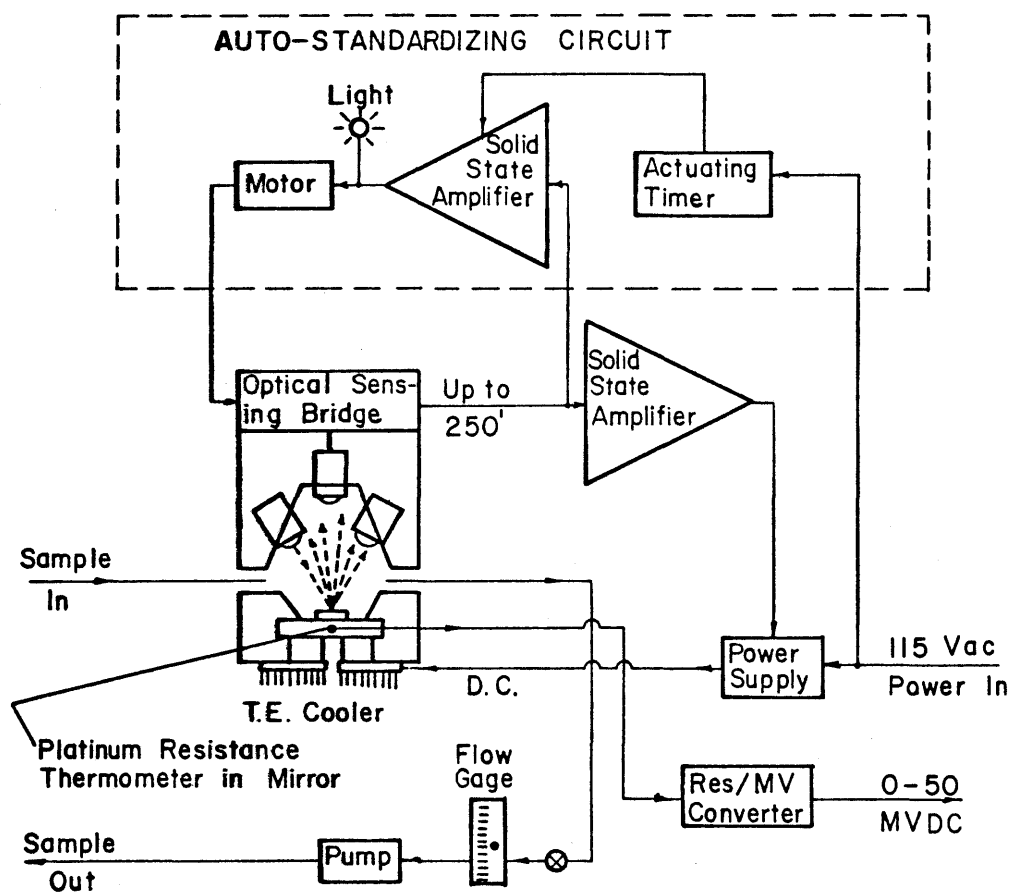 AUTO-STANDARDIZING CIRCUIT
Light
Solid
State
Amplifier
Motor
Actuating
Timer
Optical Sens-
ing Bridge
Up to
250'
Solid
State
Amplifier
Sample
In
Power
Supply
115 Vac
Power In
D.C.
T.E. Cooler
Platinum Resistance
Thermometer in Mirror
Flow
Gage
Res/MV
Converter
0-50
MVDC
Sample
Out
Pump